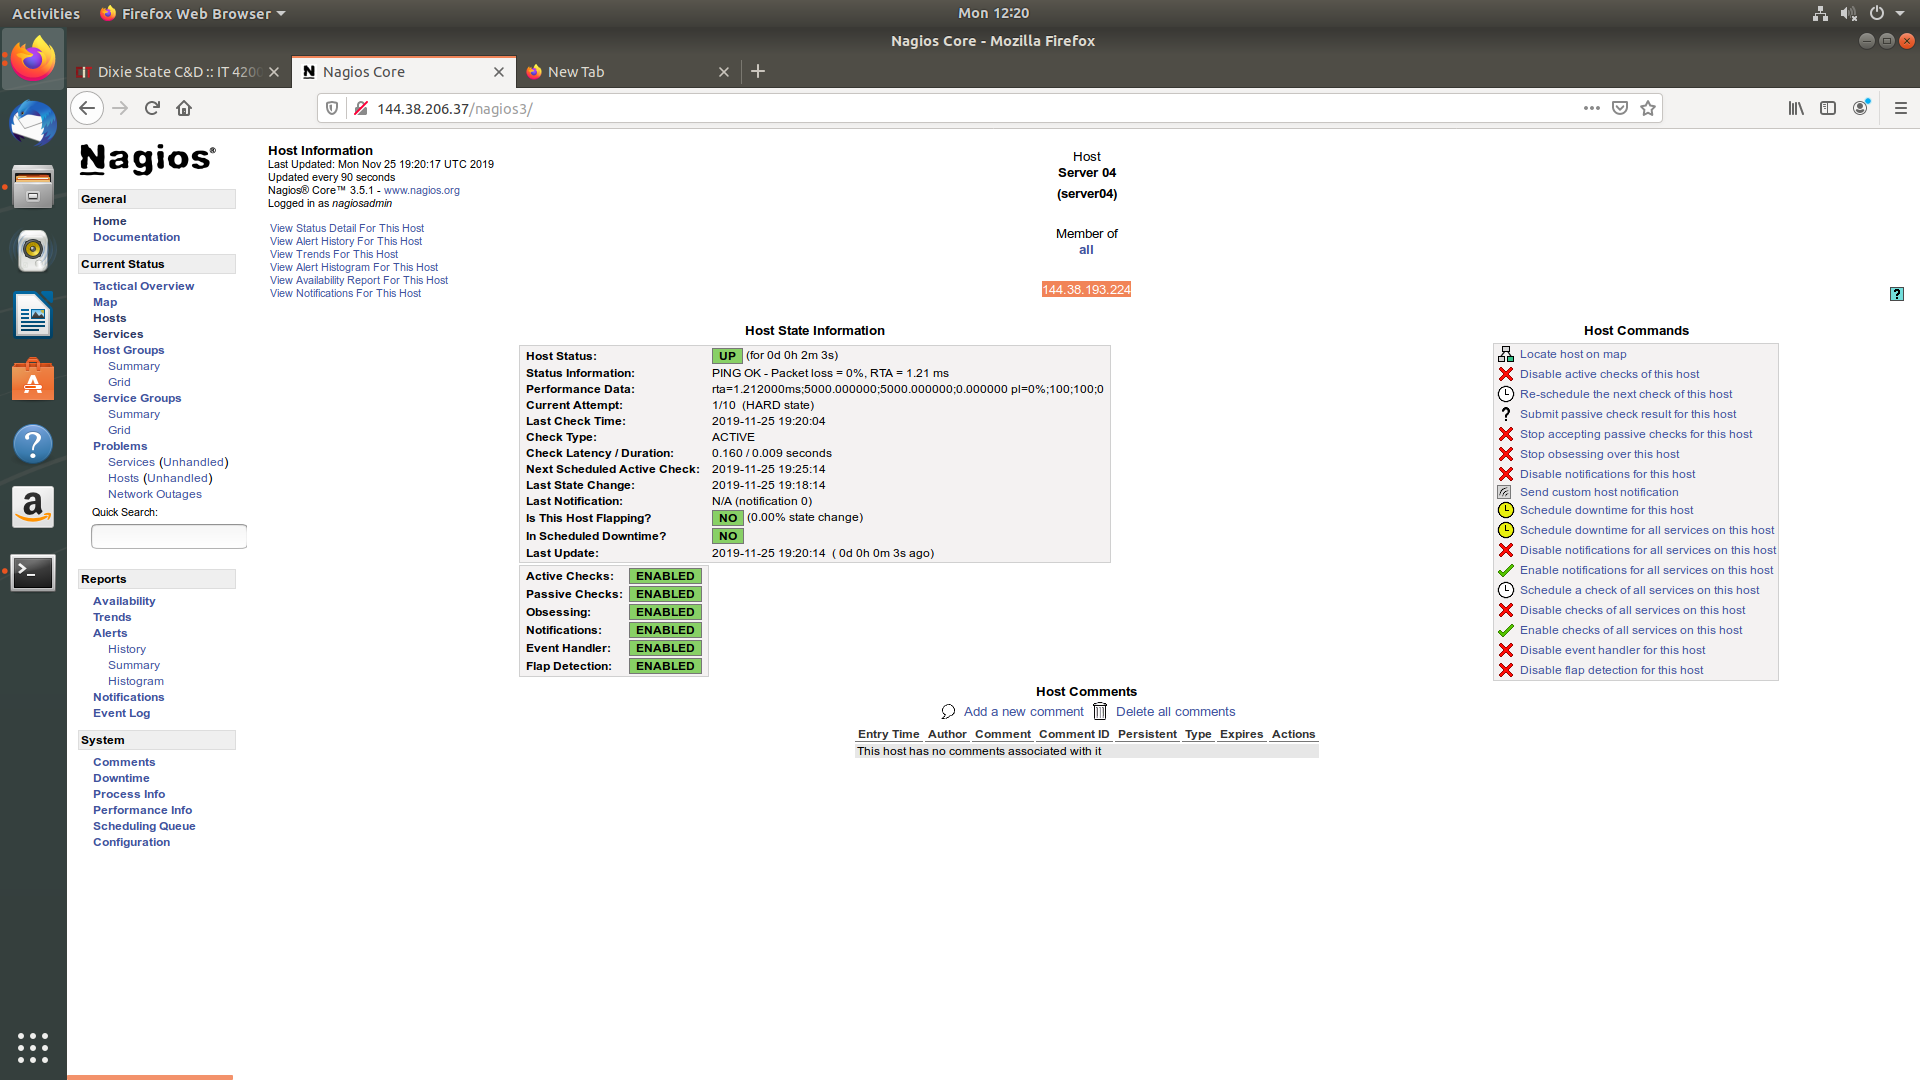 Activities
Firefox Web Browser
Mon 12:20
Nagios Core - Mozilla Firefox
Dixie State C&D :: IT 4200
Nagios Core
New Tab
144.38.206.37/nagios3/
Nagios®
General
Home
Documentation
Current Status
Tactical Overview
Map
Hosts
Services
Host Groups
Summary
Grid
Service Groups
Summary
Grid
Problems
Services (Unhandled)
Hosts (Unhandled)
Network Outages
Quick Search:
Reports
Availability
Trends
Alerts
History
Summary
Histogram
Notifications
Event Log
System
Comments
Downtime
Process Info
Performance Info
Scheduling Queue
Configuration
Host Information
Last Updated: Mon Nov 25 19:20:17 UTC 2019
Updated every 90 seconds
Nagios® Core™ 3.5.1 - www.nagios.org
Logged in as nagiosadmin
View Status Detail For This Host
View Alert History For This Host
View Trends For This Host
View Alert Histogram For This Host
View Availability Report For This Host
View Notifications For This Host
Host
Server 04
(server04)
Member of
all
144.38.193.224
?
Host State Information
Host Status: UP (for 0d 0h 2m 3s)
Status Information: PING OK - Packet loss = 0%, RTA = 1.21 ms
Performance Data: rta=1.212000ms;5000.000000;5000.000000;0.000000 pl=0%;100;100;0
Current Attempt: 1/10 (HARD state)
Last Check Time: 2019-11-25 19:20:04
Check Type: ACTIVE
Check Latency / Duration: 0.160 / 0.009 seconds
Next Scheduled Active Check: 2019-11-25 19:25:14
Last State Change: 2019-11-25 19:18:14
Last Notification: N/A (notification 0)
Is This Host Flapping? NO (0.00% state change)
In Scheduled Downtime? NO
Last Update: 2019-11-25 19:20:14 ( 0d 0h 0m 3s ago)
Active Checks: ENABLED
Passive Checks: ENABLED
Obsessing: ENABLED
Notifications: ENABLED
Event Handler: ENABLED
Flap Detection: ENABLED
Host Commands
Locate host on map
Disable active checks of this host
Re-schedule the next check of this host
? Submit passive check result for this host
Stop accepting passive checks for this host
Stop obsessing over this host
Disable notifications for this host
Send custom host notification
Schedule downtime for this host
Schedule downtime for all services on this host
Disable notifications for all services on this host
Enable notifications for all services on this host
Schedule a check of all services on this host
Disable checks of all services on this host
Enable checks of all services on this host
Disable event handler for this host
Disable flap detection for this host
Host Comments
Add a new comment Delete all comments
Entry Time Author Comment Comment ID Persistent Type Expires Actions
This host has no comments associated with it